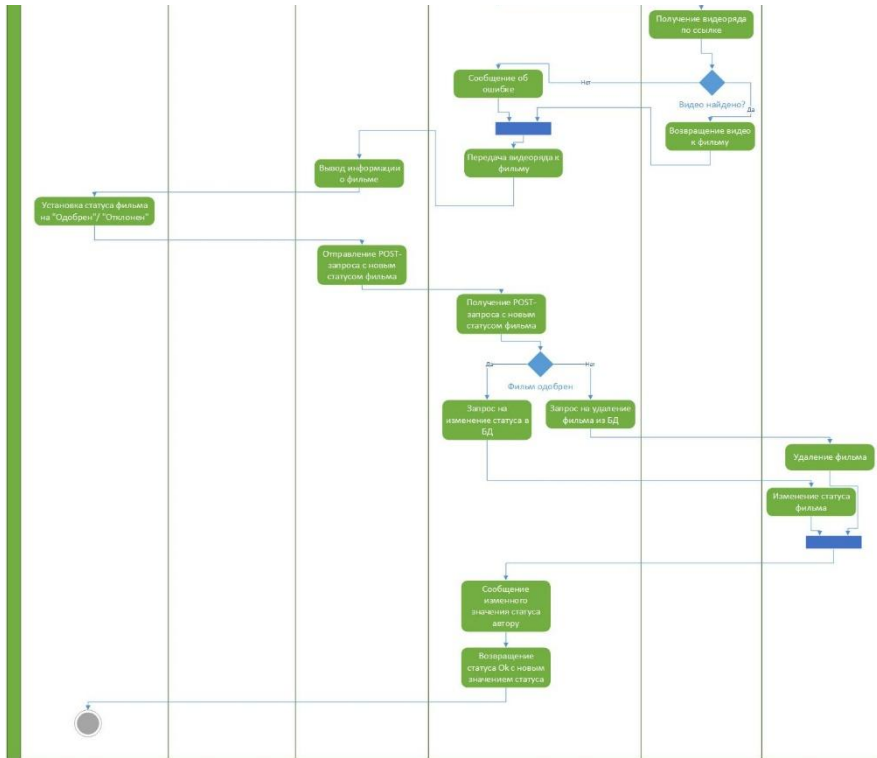 Получение видеоряда
по ссылке
Нет
Сообщение об
ошибке
Видео найдено?
Да
Возвращение видео
к фильму
Передача видеоряда к
фильму
Вывод информации
о фильме
Установка статуса фильма
на "Одобрен"/ "Отклонен"
Отправление POST-
запроса с новым
статусом фильма
Получение POST-
запроса с новым
статусом фильма
Да
Нет
Фильм одобрен
Запрос на
изменение статуса в
БД
Запрос на удаление
фильма из БД
Удаление фильма
Изменение статуса
фильма
Сообщение
изменного
значения статуса
автору
Возвращение
статуса Ok с новым
значением статуса